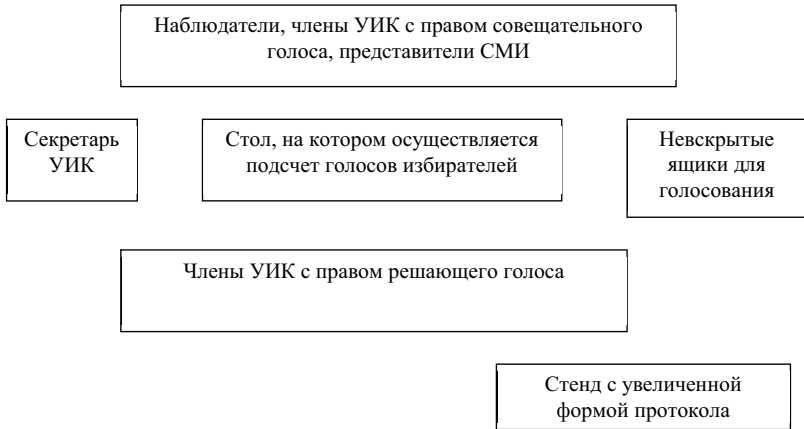 Наблюдатели, члены УИК с правом совещательного
голоса, представители СМИ
Секретарь
УИК
Стол, на котором осуществляется
подсчет голосов избирателей
Невскрытые
ящики для
голосования
Члены УИК с правом решающего голоса
Стенд с увеличенной
формой протокола